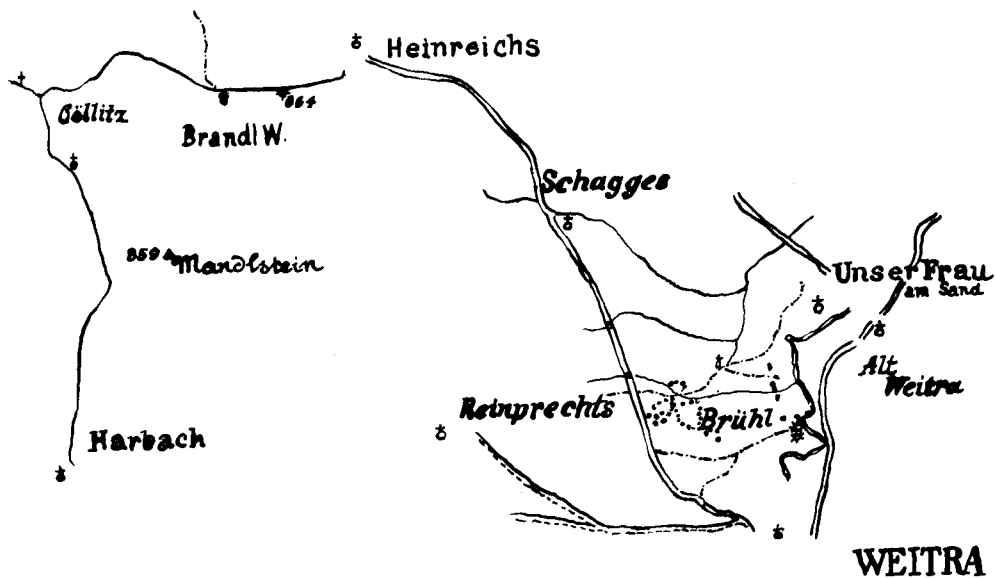 Heinreichs
864
Göllitz
Brandl W.
Schagges
859
Mandlstein
Unser Frau
am Sand
Alt
Weitra
Reinprechts
Brühl
Harbach
WEITRA